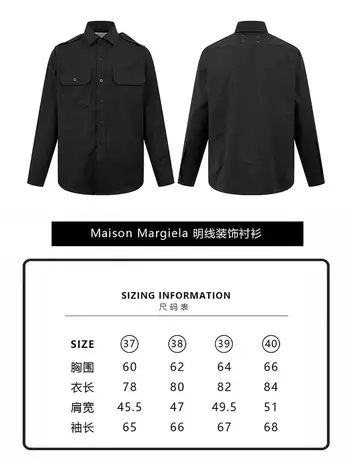 Maison Margiela 明线装饰衬衫
SIZING INFORMATION
尺码表
SIZE 37 38 39 40
胸围 60 62 64 66
衣长 78 80 82 84
肩宽 45.5 47 49.5 51
袖长 65 66 67 68